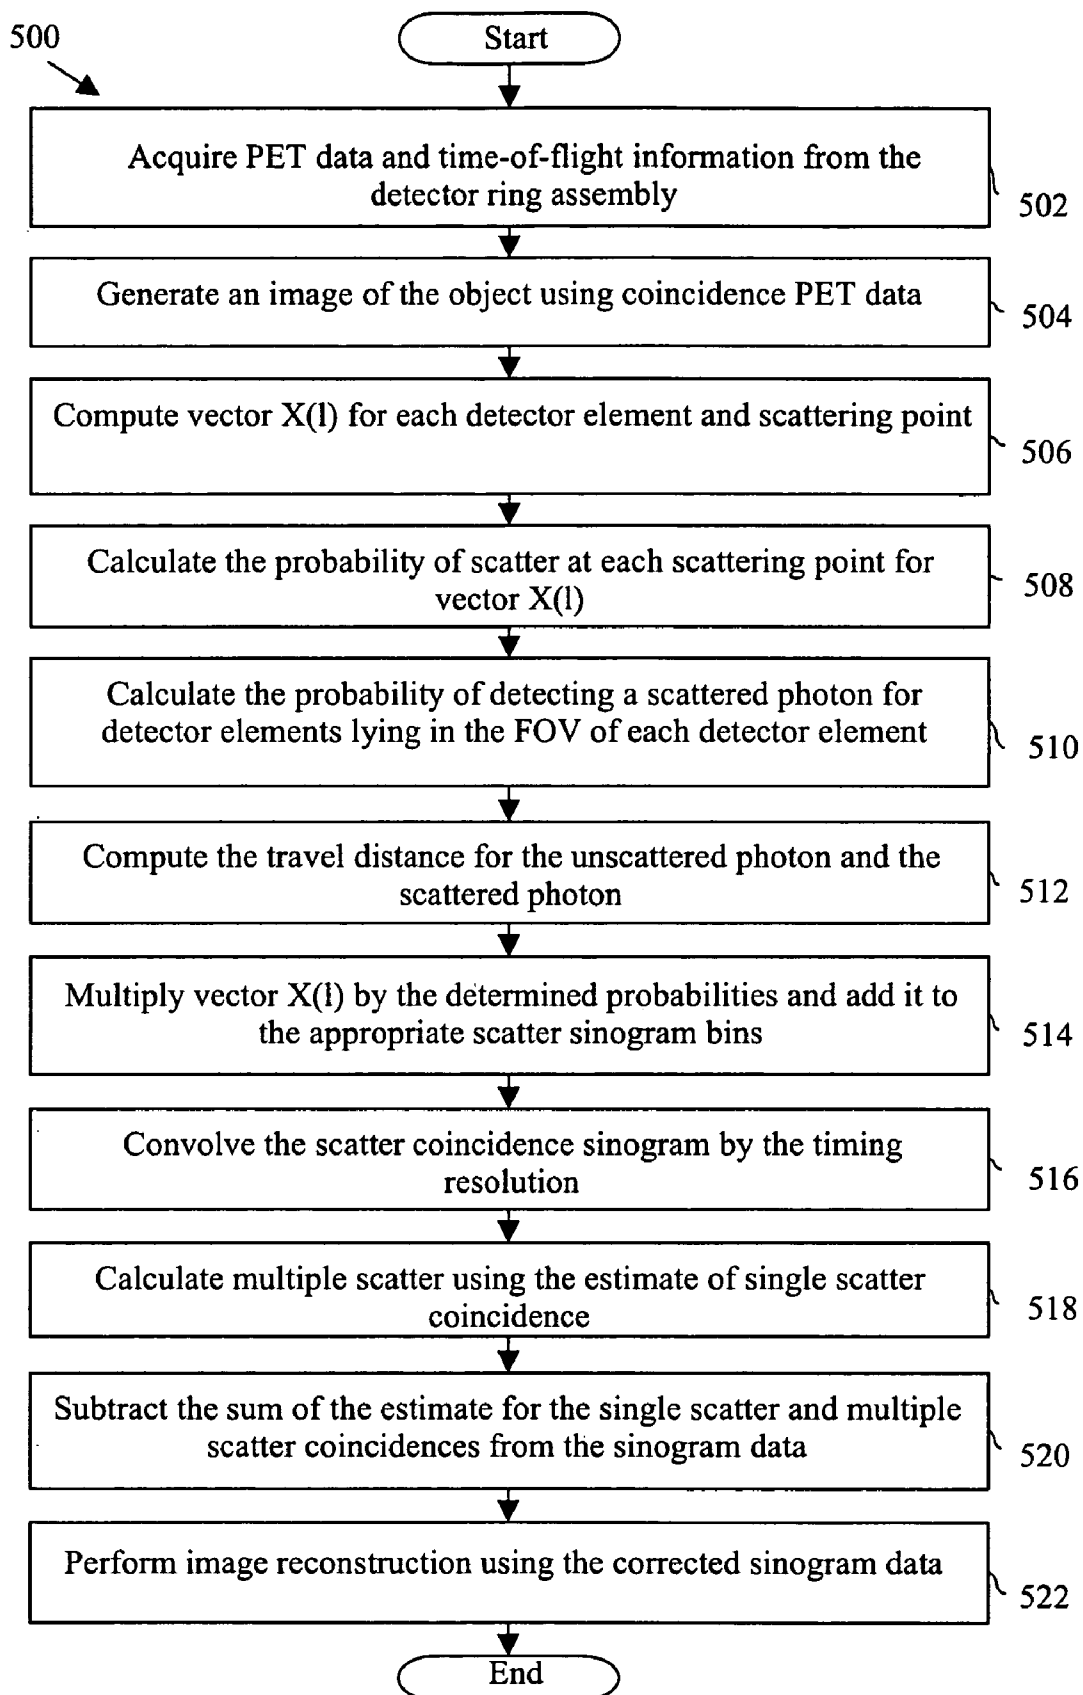 500
Start
Acquire PET data and time-of-flight information from the
detector ring assembly
502
Generate an image of the object using coincidence PET data
504
Compute vector X(l) for each detector element and scattering point
506
Calculate the probability of scatter at each scattering point for
vector X(l)
508
Calculate the probability of detecting a scattered photon for
detector elements lying in the FOV of each detector element
510
Compute the travel distance for the unscattered photon and the
scattered photon
512
Multiply vector X(l) by the determined probabilities and add it to
the appropriate scatter sinogram bins
514
Convolve the scatter coincidence sinogram by the timing
resolution
516
Calculate multiple scatter using the estimate of single scatter
coincidence
518
Subtract the sum of the estimate for the single scatter and multiple
scatter coincidences from the sinogram data
520
Perform image reconstruction using the corrected sinogram data
522
End